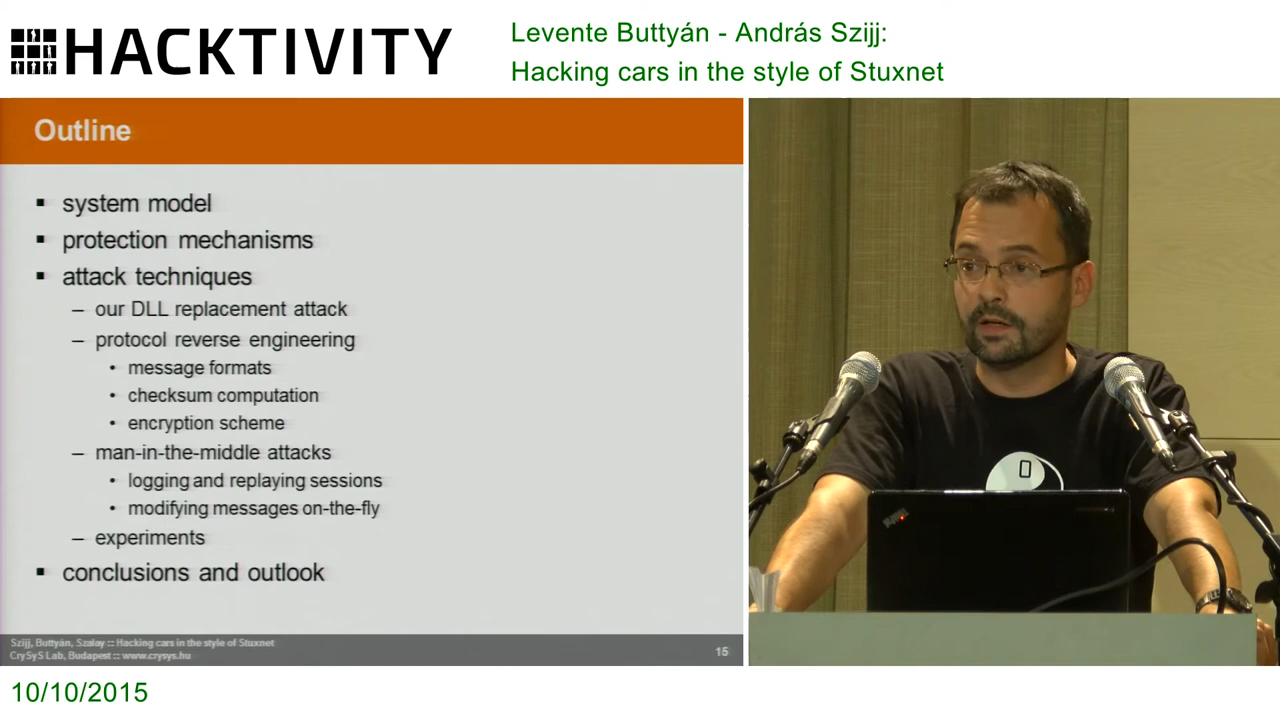 HACKTIVITY
Levente Buttyán - András Szijj:
Hacking cars in the style of Stuxnet
Outline
▪ system model
▪ protection mechanisms
▪ attack techniques
– our DLL replacement attack
– protocol reverse engineering
• message formats
• checksum computation
• encryption scheme
– man-in-the-middle attacks
• logging and replaying sessions
• modifying messages on-the-fly
– experiments
▪ conclusions and outlook
Szijj, Buttyán, Szalay :: Hacking cars in the style of Stuxnet
CrySyS Lab, Budapest :: www.crysys.hu
15
10/10/2015